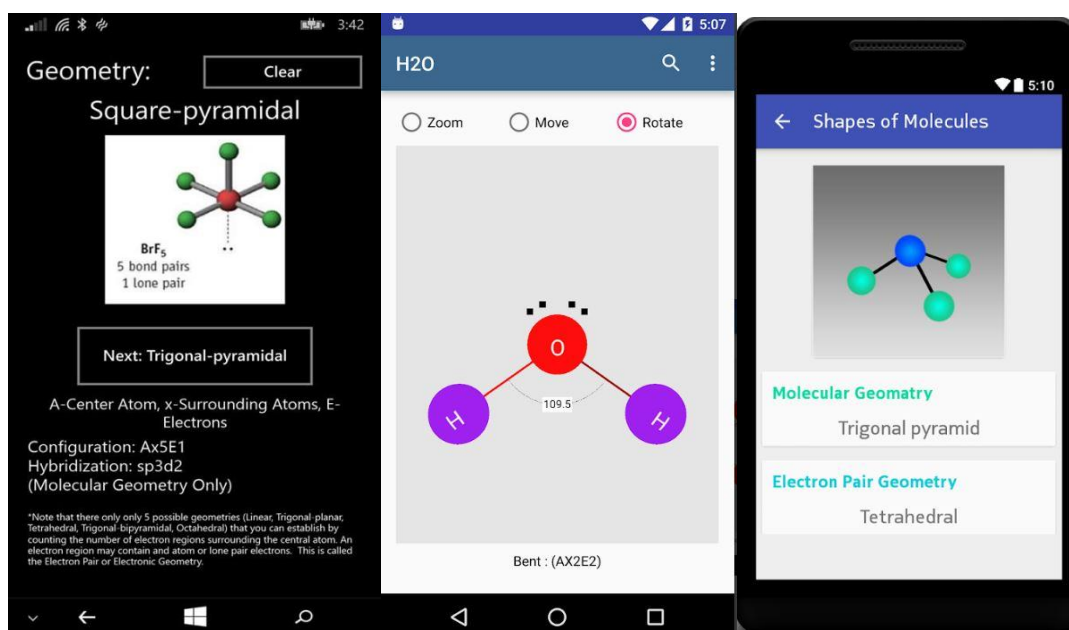 3:42
Geometry:
Clear
Square-pyramidal
BrF5
5 bond pairs
1 lone pair
Next: Trigonal-pyramidal
A-Center Atom, x-Surrounding Atoms, E-
Electrons
Configuration: Ax5E1
Hybridization: sp3d2
(Molecular Geometry Only)
*Note that there only only 5 possible geometries (Linear, Trigonal-planar,
Tetrahedral, Trigonal-bipyramidal, Octahedral) that you can establish by
counting the number of electron regions surrounding the central atom. An
electron region may contain and atom or lone pair electrons. This is called
the Electron Pair or Electronic Geometry.
5:07
H2O
Zoom
Move
Rotate
O
109.5
H
H
Bent : (AX2E2)
5:10
Shapes of Molecules
Molecular Geomatry
Trigonal pyramid
Electron Pair Geometry
Tetrahedral